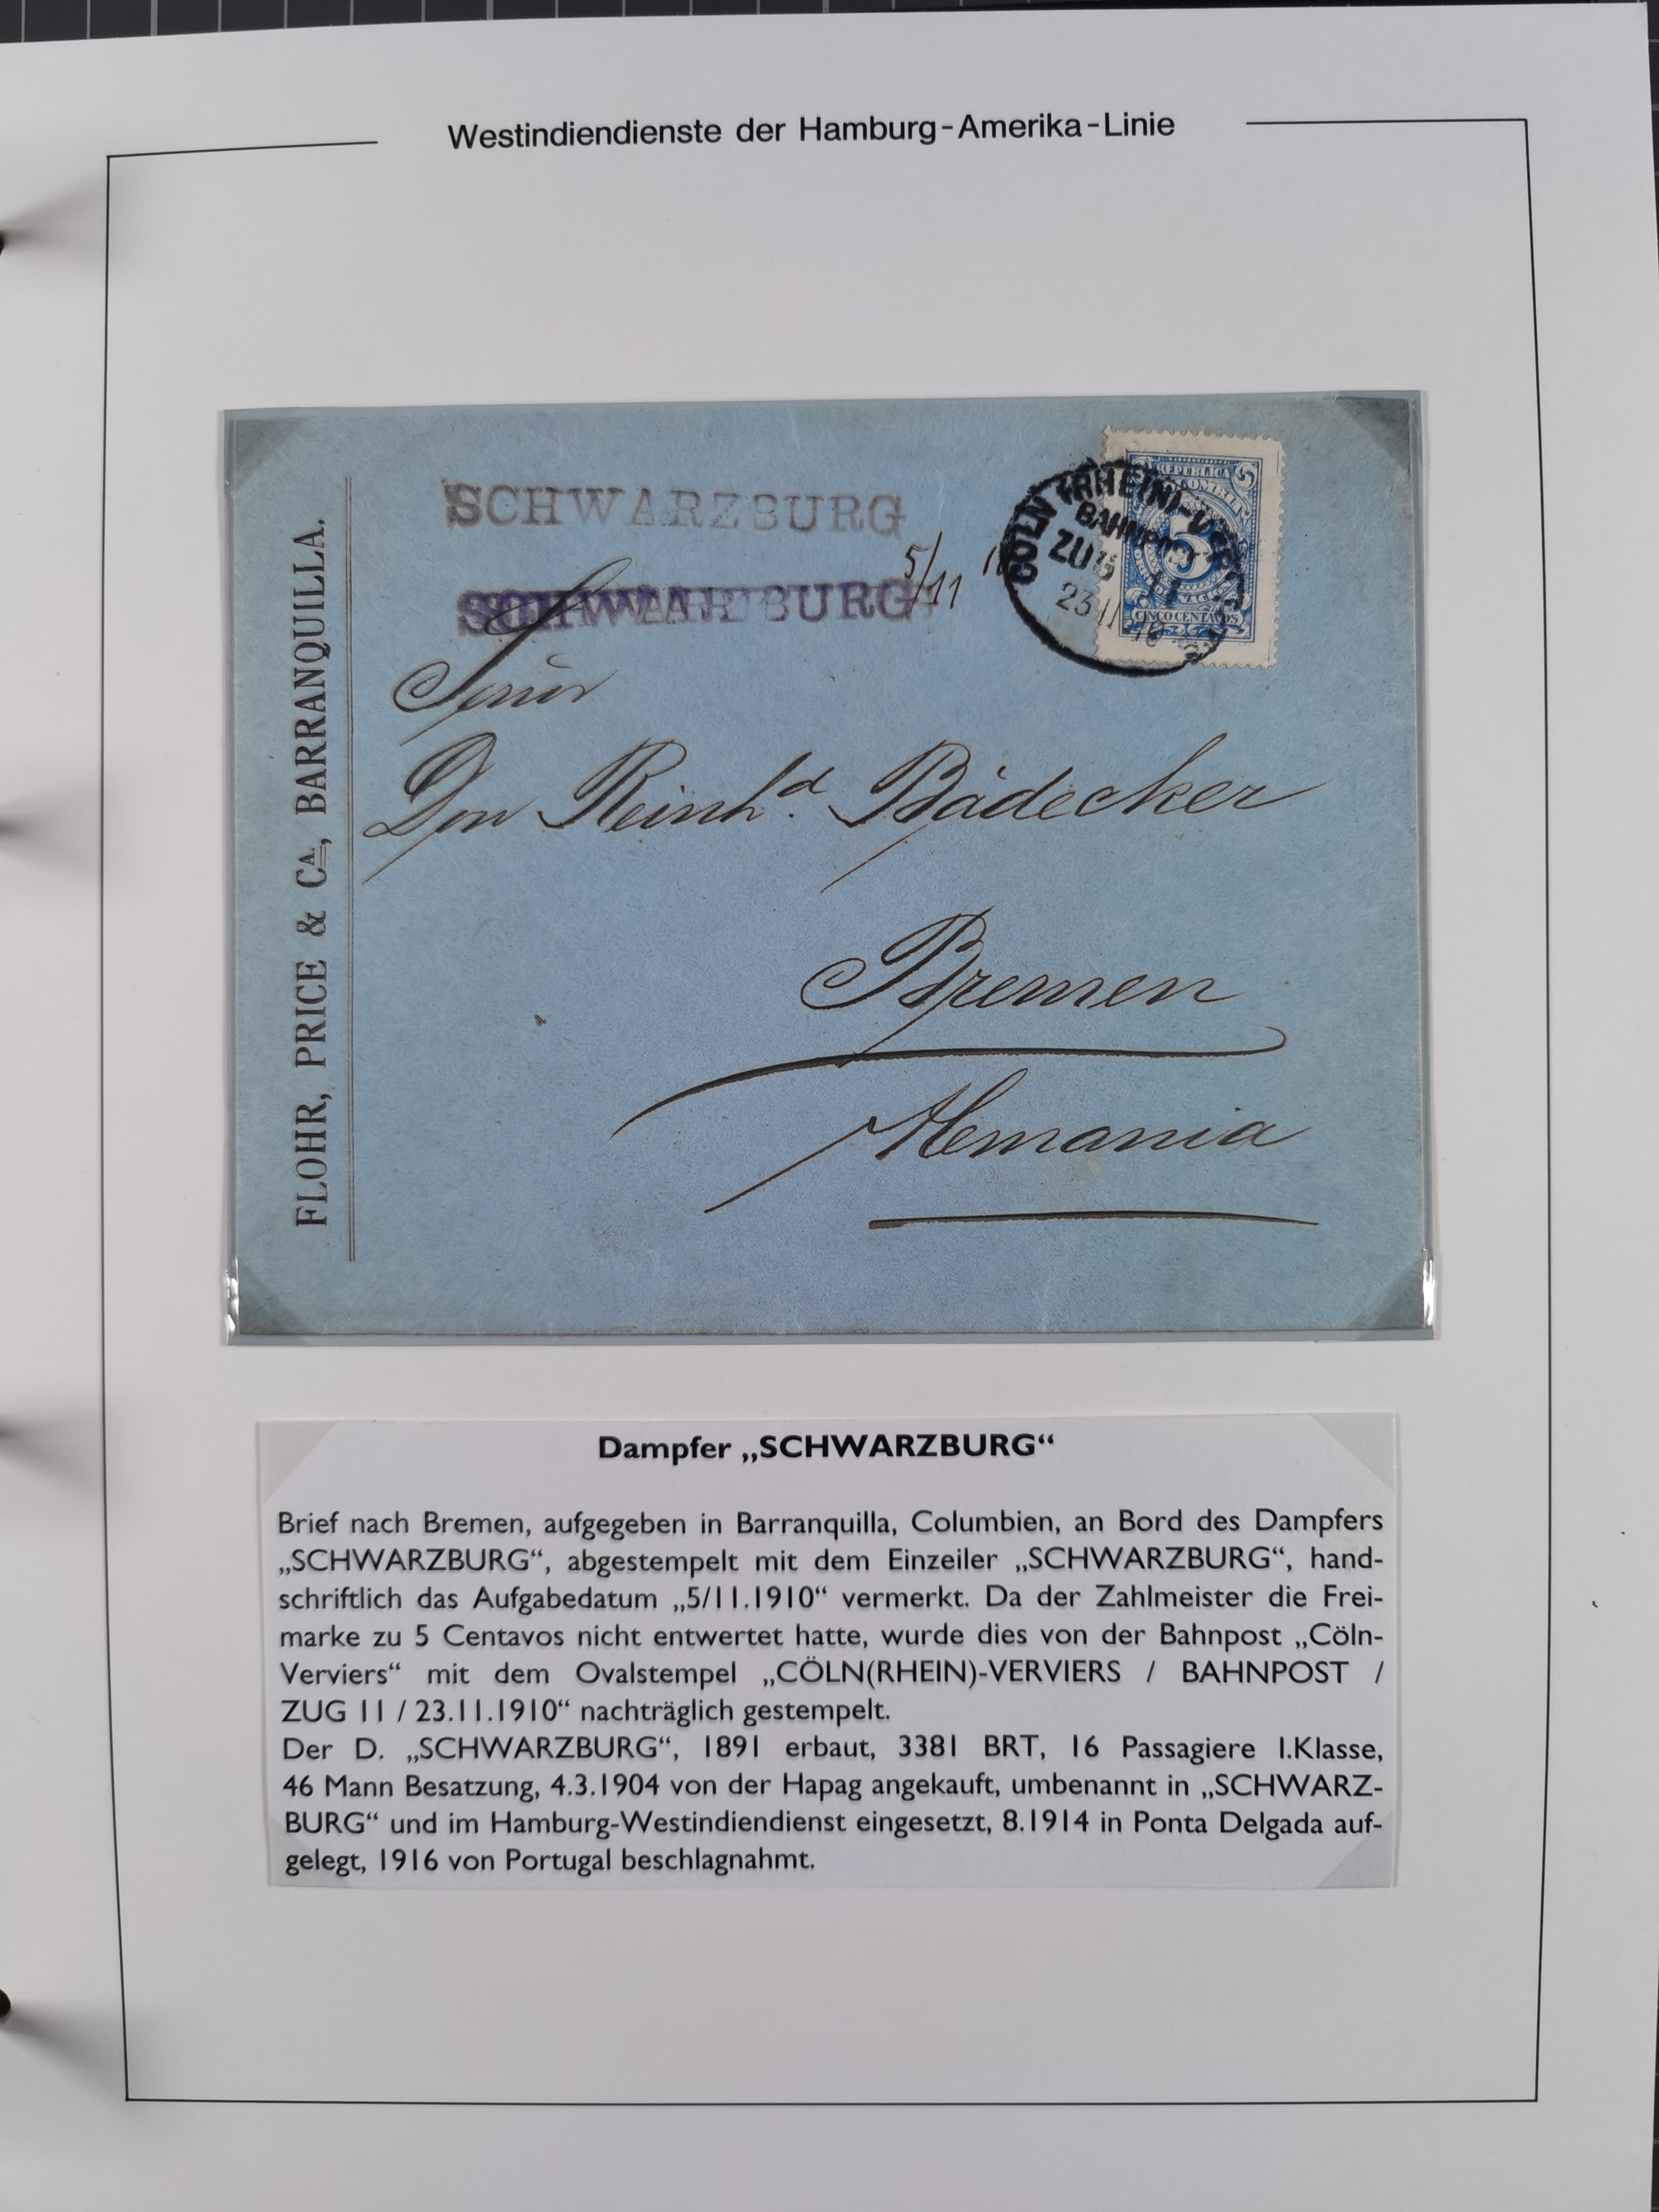 Westindiendienste der Hamburg-Amerika-Linie
FLOHR, PRICE & CA, BARRANQUILLA.
SCHWARZBURG
SCHWARZBURG
5/11
CÖLN (RHEIN)-VERVIERS
BAHNPOST
ZUG 11
23 11 10
REPUBLICA
COLOMBIA
5
CINCO CENTAVOS
Señor
Don Reinhd. Bädecker
Bremen
Alemania
Dampfer „SCHWARZBURG“
Brief nach Bremen, aufgegeben in Barranquilla, Columbien, an Bord des Dampfers
„SCHWARZBURG“, abgestempelt mit dem Einzeiler „SCHWARZBURG“, hand-
schriftlich das Aufgabedatum „5/11.1910“ vermerkt. Da der Zahlmeister die Frei-
marke zu 5 Centavos nicht entwertet hatte, wurde dies von der Bahnpost „Cöln-
Verviers“ mit dem Ovalstempel „CÖLN(RHEIN)-VERVIERS / BAHNPOST /
ZUG 11 / 23.11.1910“ nachträglich gestempelt.
Der D. „SCHWARZBURG“, 1891 erbaut, 3381 BRT, 16 Passagiere I.Klasse,
46 Mann Besatzung, 4.3.1904 von der Hapag angekauft, umbenannt in „SCHWARZ-
BURG“ und im Hamburg-Westindiendienst eingesetzt, 8.1914 in Ponta Delgada auf-
gelegt, 1916 von Portugal beschlagnahmt.